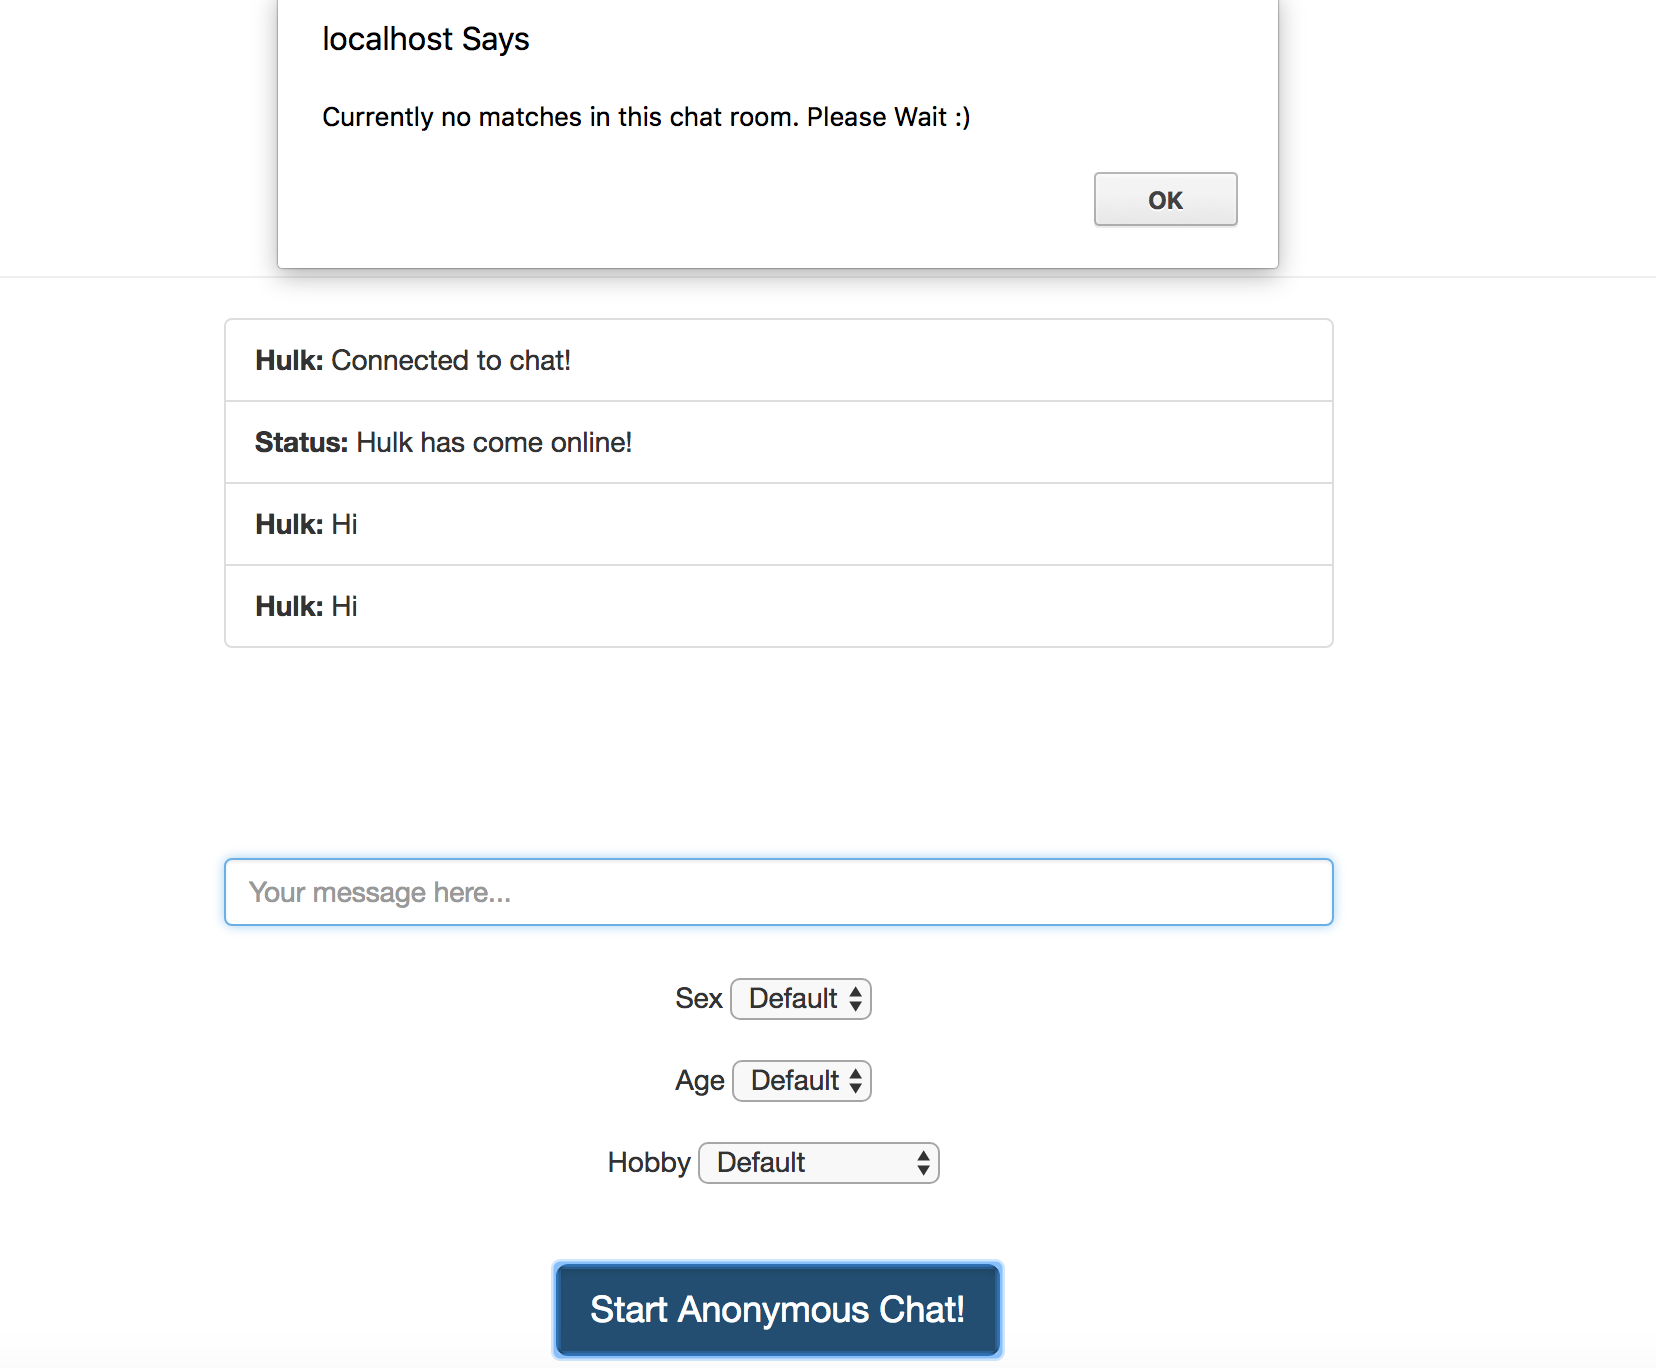 localhost Says
Currently no matches in this chat room. Please Wait :)
OK
Hulk: Connected to chat!
Status: Hulk has come online!
Hulk: Hi
Hulk: Hi
Your message here...
Sex Default
Age Default
Hobby Default
Start Anonymous Chat!